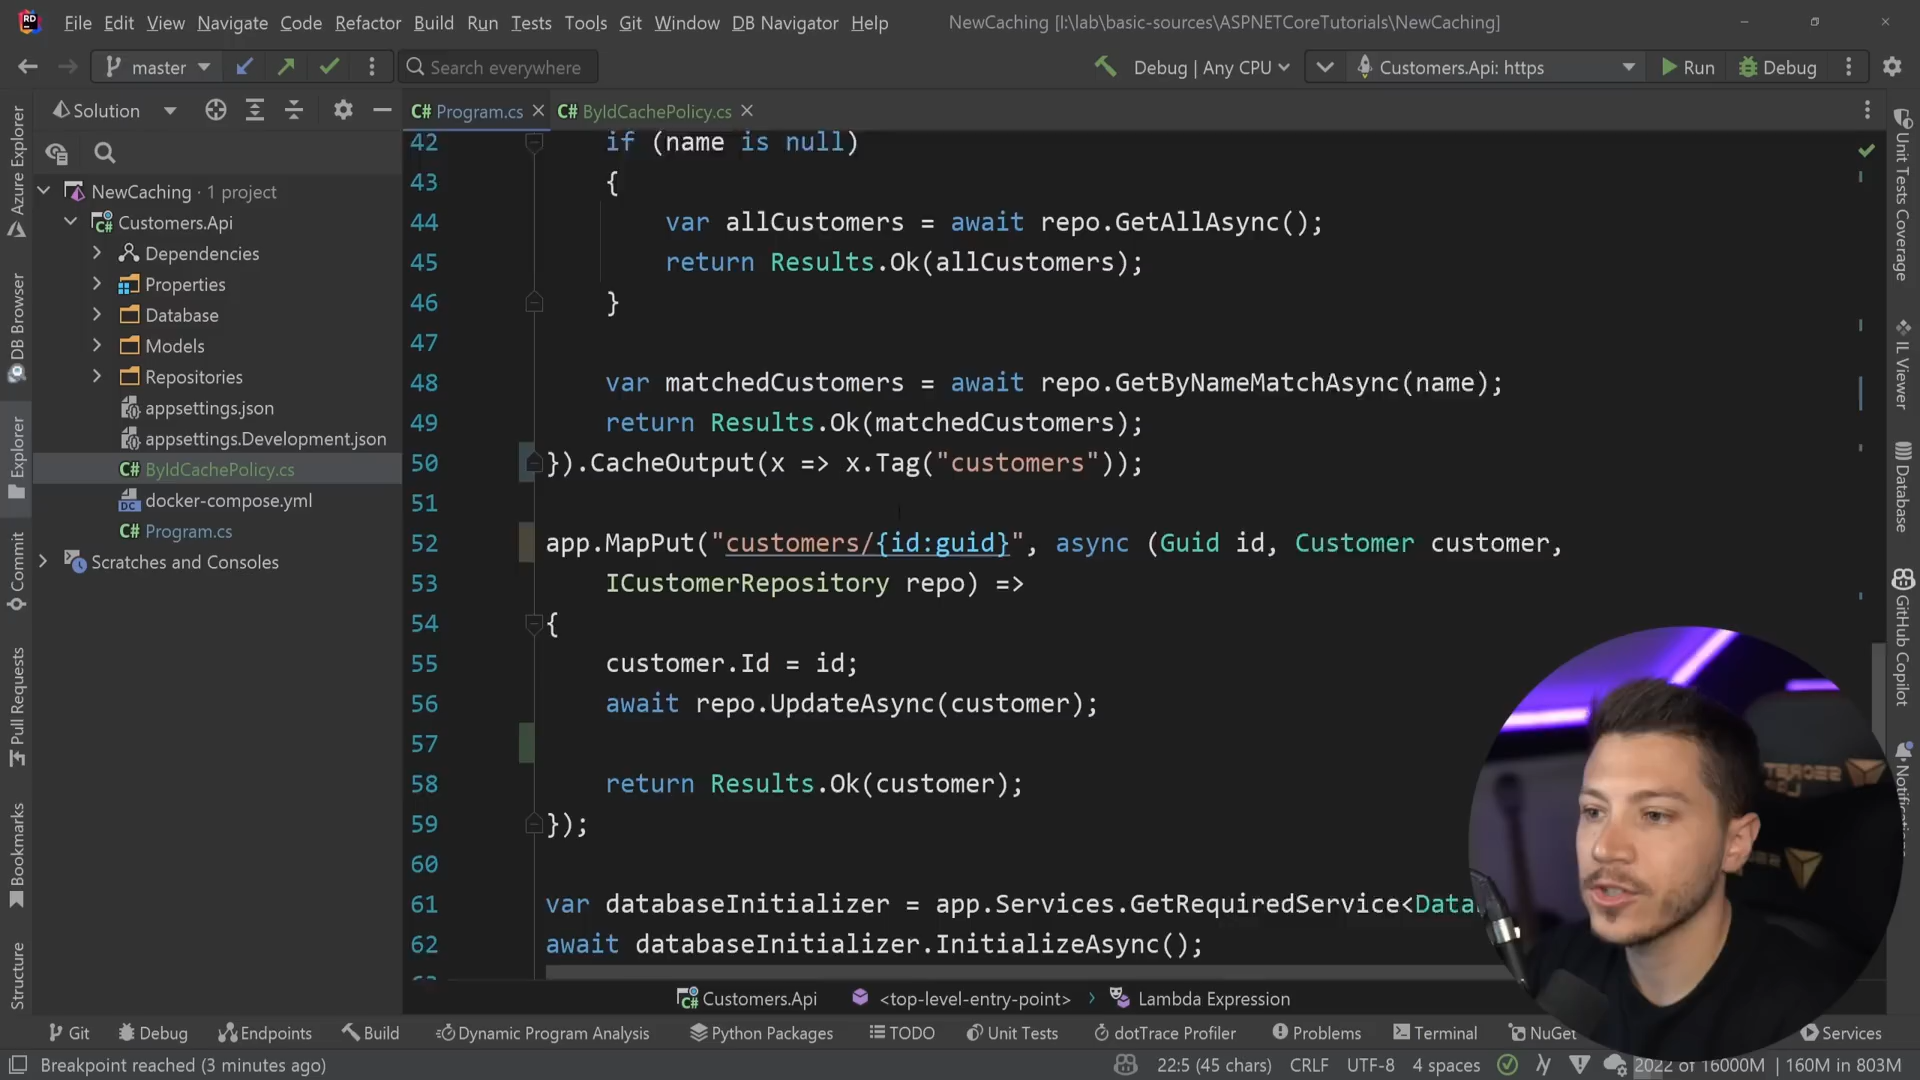 RD File Edit View Navigate Code Refactor Build Run Tests Tools Git Window DB Navigator Help NewCaching [I:\lab\basic-sources\ASPNETCoreTutorials\NewCaching]
master Search everywhere Debug | Any CPU Customers.Api: https Run Debug
Solution
C# Program.cs C# ByIdCachePolicy.cs
NewCaching · 1 project
Customers.Api
Dependencies
Properties
Database
Models
Repositories
appsettings.json
appsettings.Development.json
C# ByIdCachePolicy.cs
DC docker-compose.yml
C# Program.cs
Scratches and Consoles
Azure Explorer
DB Browser
Explorer
Commit
Pull Requests
Bookmarks
Structure
42 if (name is null)
43 {
44 var allCustomers = await repo.GetAllAsync();
45 return Results.Ok(allCustomers);
46 }
47
48 var matchedCustomers = await repo.GetByNameMatchAsync(name);
49 return Results.Ok(matchedCustomers);
50 }).CacheOutput(x => x.Tag("customers"));
51
52 app.MapPut("customers/{id:guid}", async (Guid id, Customer customer,
53 ICustomerRepository repo) =>
54 {
55 customer.Id = id;
56 await repo.UpdateAsync(customer);
57
58 return Results.Ok(customer);
59 });
60
61 var databaseInitializer = app.Services.GetRequiredService<Data
62 await databaseInitializer.InitializeAsync();
Unit Tests Coverage
IL Viewer
Database
GitHub Copilot
Notifications
Customers.Api <top-level-entry-point> Lambda Expression
Git Debug Endpoints Build Dynamic Program Analysis Python Packages TODO Unit Tests dotTrace Profiler Problems Terminal NuGet Services
Breakpoint reached (3 minutes ago) 22:5 (45 chars) CRLF UTF-8 4 spaces 2022 of 16000M 160M in 803M